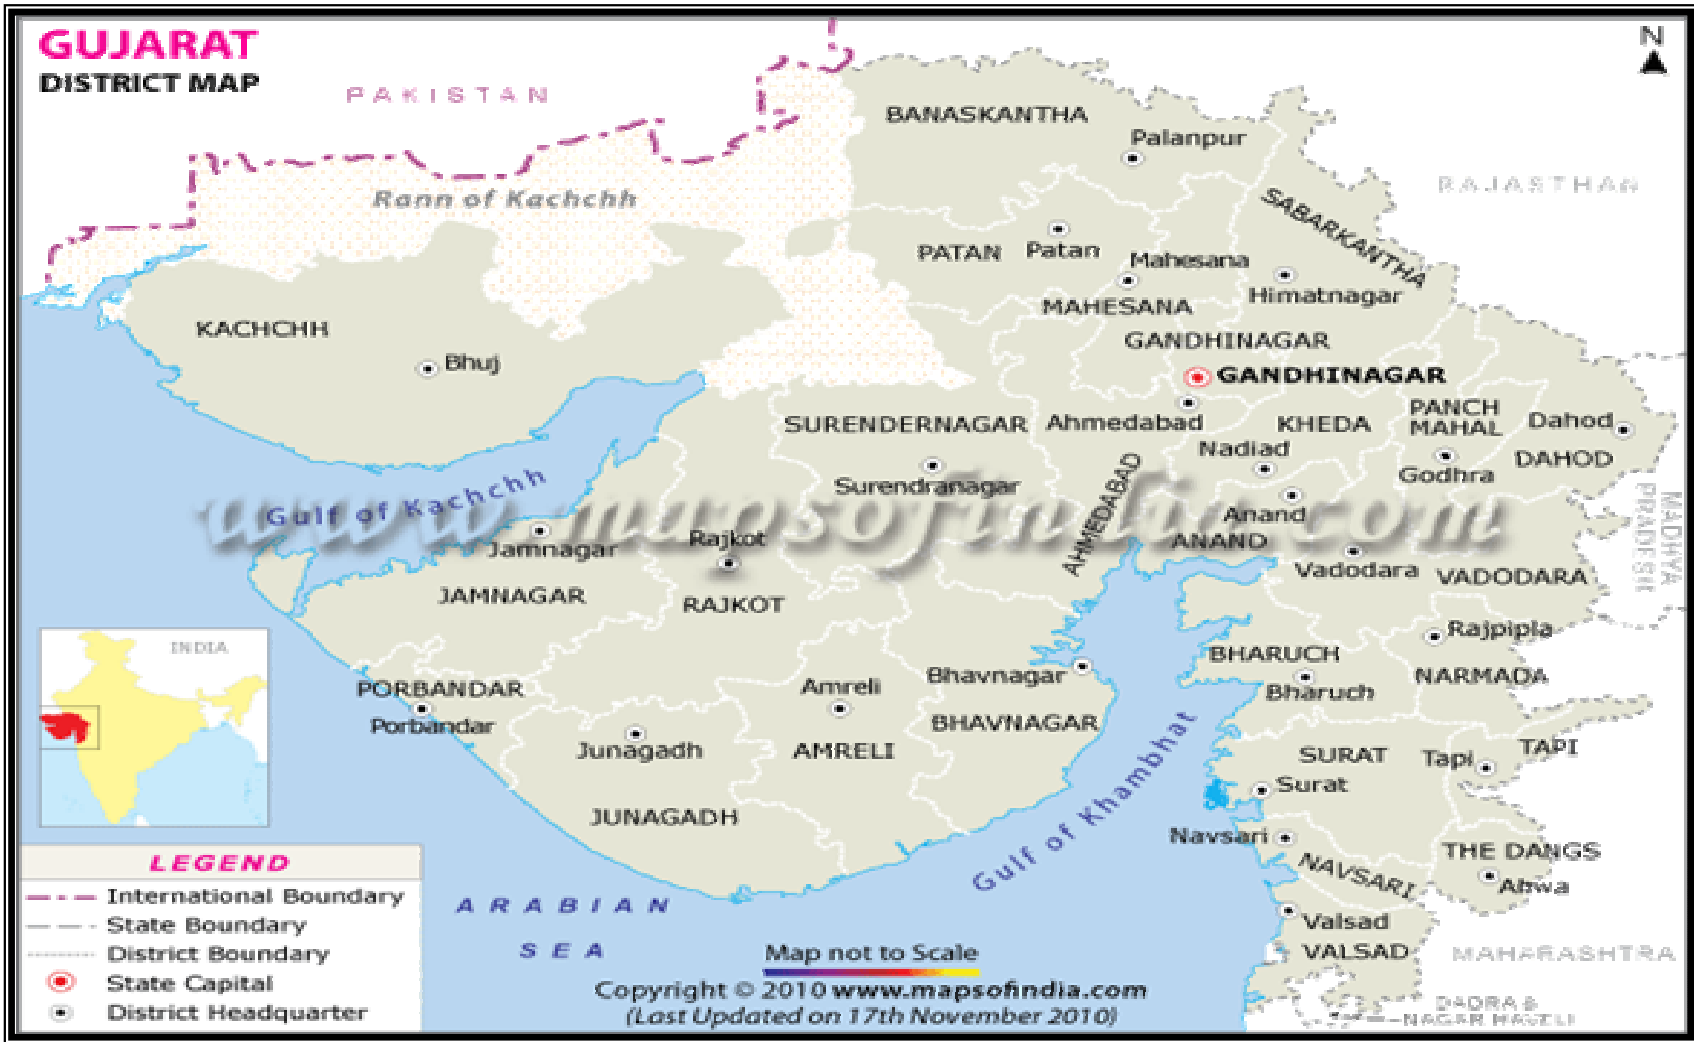 GUJARAT
DISTRICT MAP
N
PAKISTAN
BANASKANTHA
Palanpur
RAJASTHAN
Rann of Kachchh
SABARKANTHA
PATAN
Patan
Mahesana
Himatnagar
MAHESANA
KACHCHH
GANDHINAGAR
Bhuj
GANDHINAGAR
SURENDERNAGAR
Ahmedabad
KHEDA
PANCH
MAHAL
Dahod
Nadiad
Godhra
DAHOD
Surendranagar
AHMEDABAD
Gulf of Kachchh
www.mapsofindia.com
Anand
MADHYA
PRADESH
Jamnagar
Rajkot
ANAND
Vadodara
VADODARA
JAMNAGAR
RAJKOT
Rajpipla
INDIA
BHARUCH
Bhavnagar
NARMADA
PORBANDAR
Amreli
Bharuch
Porbandar
BHAVNAGAR
Junagadh
AMRELI
SURAT
Tapi
TAPI
Surat
Gulf of Khambhat
JUNAGADH
Navsari
THE DANGS
NAVSARI
Ahwa
LEGEND
International Boundary
State Boundary
District Boundary
State Capital
District Headquarter
ARABIAN
SEA
Valsad
VALSAD
MAHARASHTRA
Map not to Scale
Copyright © 2010 www.mapsofindia.com
(Last Updated on 17th November 2010)
DADRA &
NAGAR HAVELI